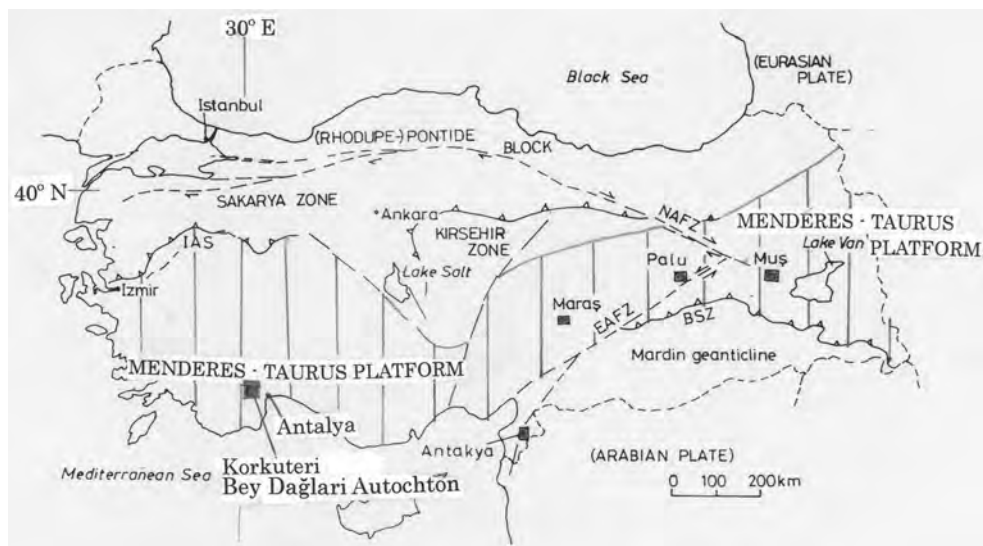 30° E
Black Sea
(EURASIAN
PLATE)
Istanbul
(RHODUPE-)PONTIDE
BLOCK
40° N
SAKARYA ZONE
Ankara
NAFZ
KIRSEHIR
ZONE
MENDERES - TAURUS
PLATFORM
IAS
Lake Salt
Palu
Muş
Lake Van
Izmir
Maraş
EAFZ
BSZ
Mardin geanticline
MENDERES - TAURUS PLATFORM
Antalya
Antakya
(ARABIAN PLATE)
Mediterranean Sea
Korkuteri
Bey Dağlari Autochton
0 100 200km